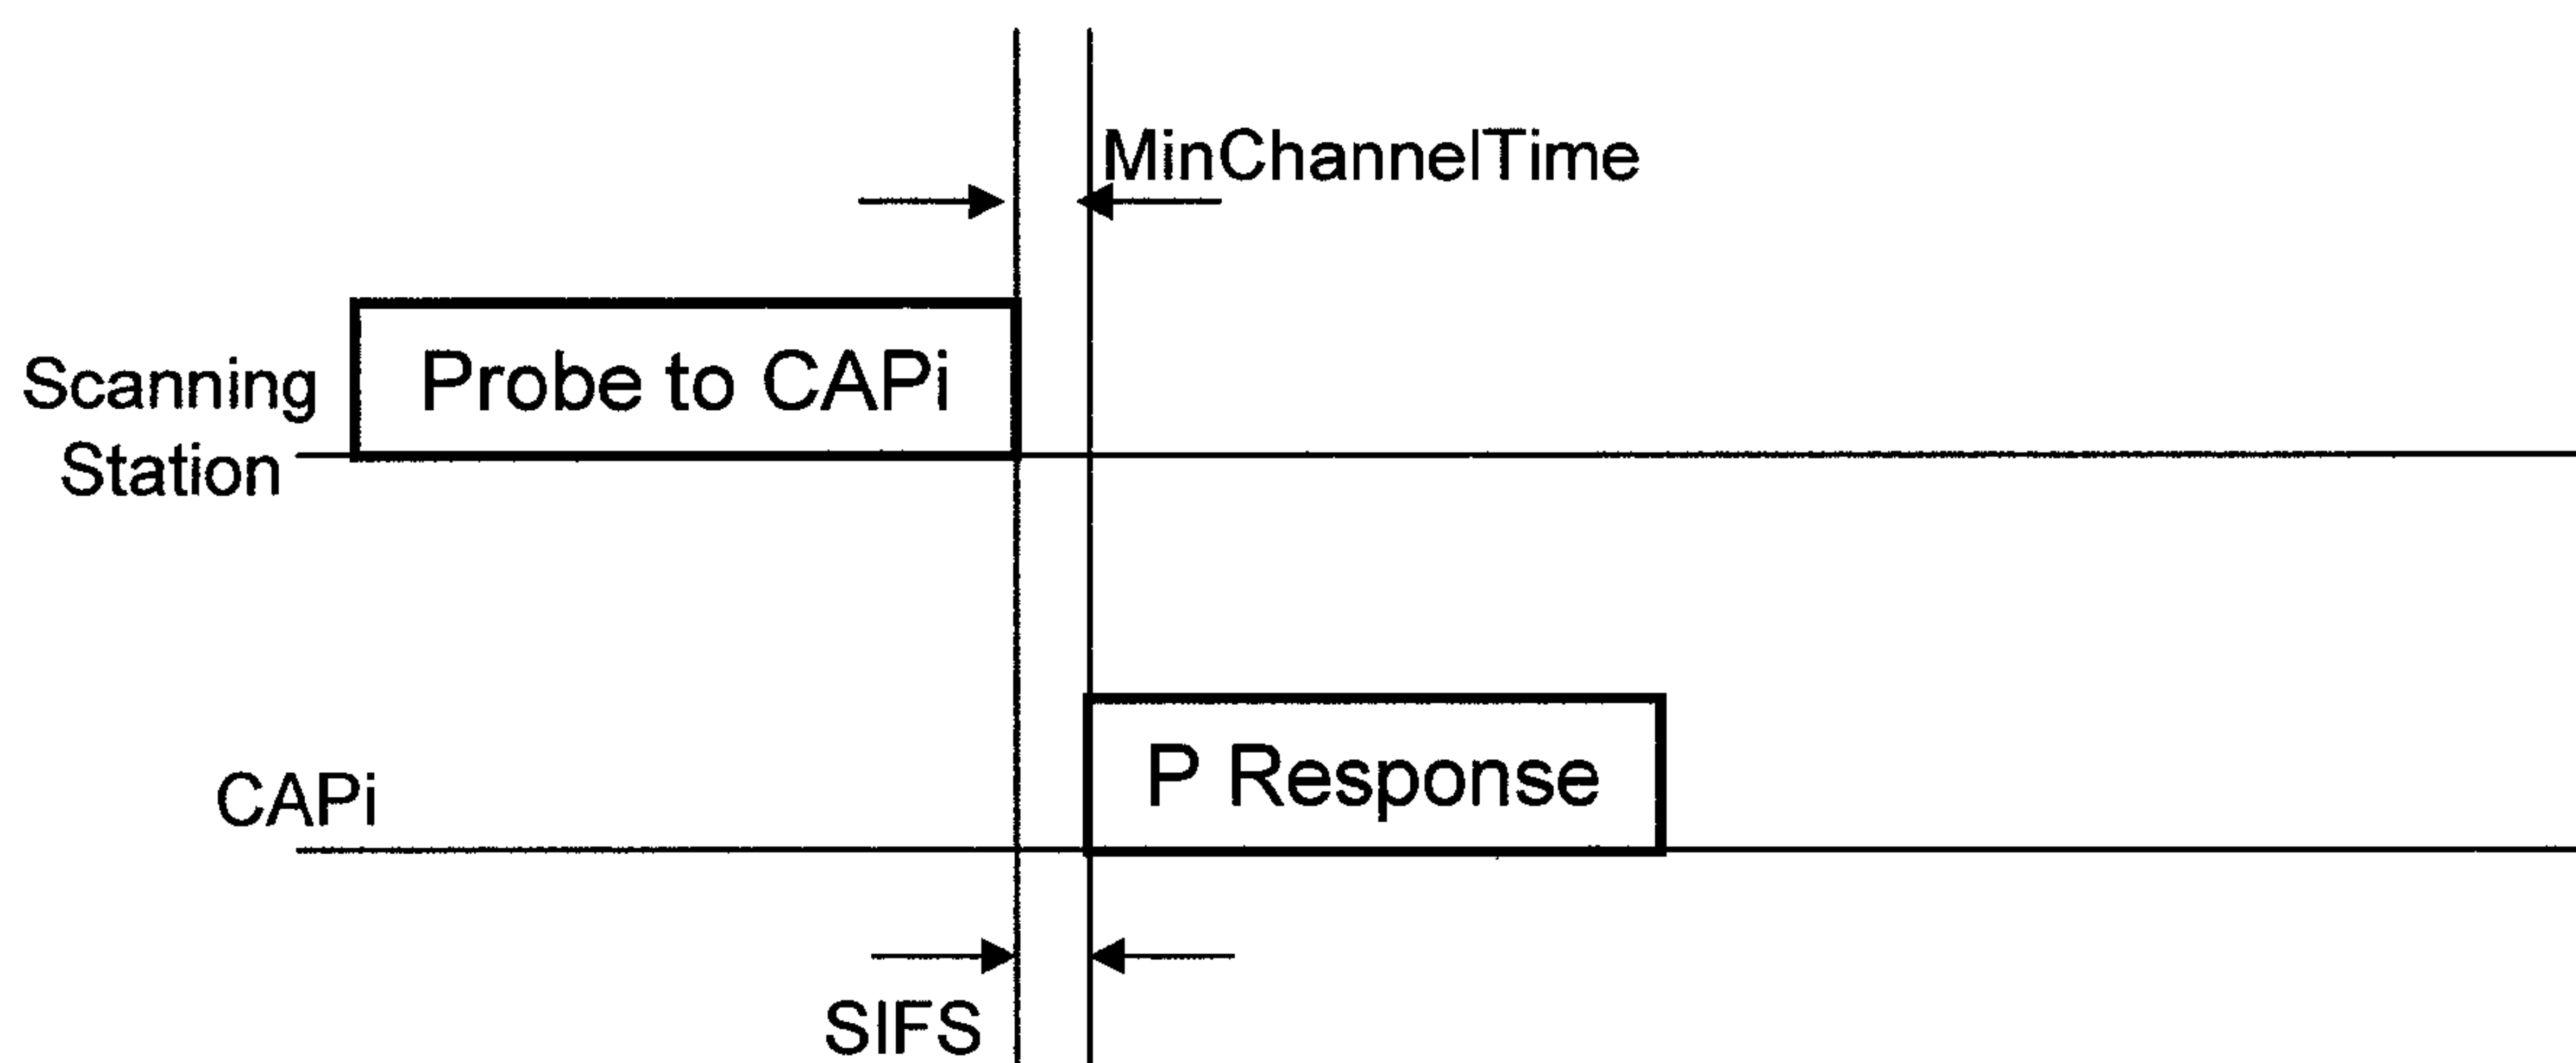 MinChannelTime
Probe to CAPi
Scanning
Station
P Response
CAPi
SIFS